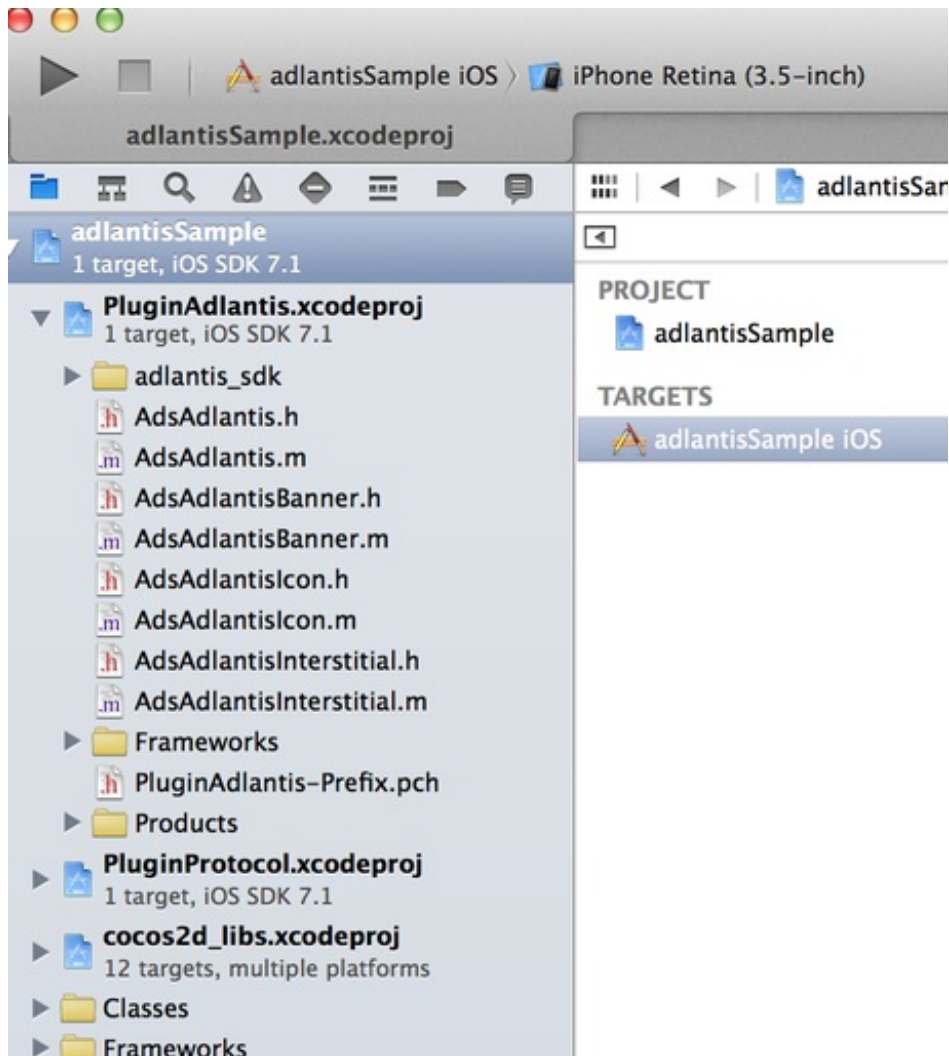 adlantisSample iOS
iPhone Retina (3.5-inch)
adlantisSample.xcodeproj
adlantisSample
1 target, iOS SDK 7.1
PluginAdlantis.xcodeproj
1 target, iOS SDK 7.1
adlantis_sdk
.h AdsAdlantis.h
.m AdsAdlantis.m
.h AdsAdlantisBanner.h
.m AdsAdlantisBanner.m
.h AdsAdlantisIcon.h
.m AdsAdlantisIcon.m
.h AdsAdlantisInterstitial.h
.m AdsAdlantisInterstitial.m
Frameworks
.h PluginAdlantis-Prefix.pch
Products
PluginProtocol.xcodeproj
1 target, iOS SDK 7.1
cocos2d_libs.xcodeproj
12 targets, multiple platforms
Classes
Frameworks
adlantisSar
PROJECT
adlantisSample
TARGETS
adlantisSample iOS